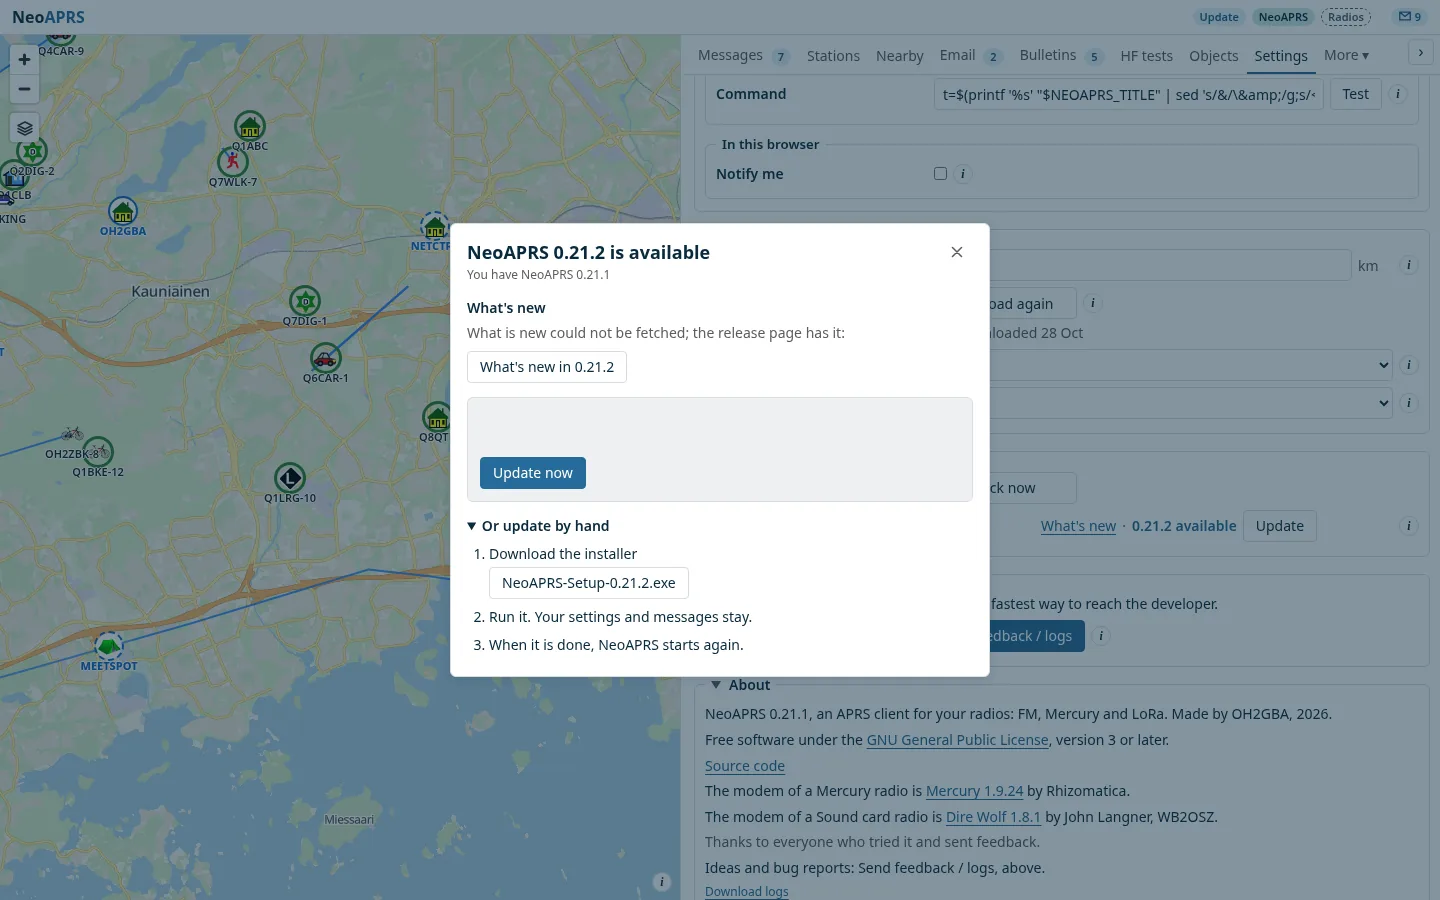 NeoAPRS
Update
NeoAPRS
Radios
9
Messages 7
Stations
Nearby
Email 2
Bulletins 5
HF tests
Objects
Settings
More ▾
›
+
−
Q4CAR-9
Q1ABC
Q2DIG-2
Q7WLK-7
KING
OH2GBA
Kauniainen
Q7DIG-1
Q6CAR-1
OH2ZBK-8
Q1BKE-12
Q1LRG-10
MEETSPOT
Miessaari
i
Command
t=$(printf '%s' "$NEOAPRS_TITLE" | sed 's/&/\&amp;/g;s/<
Test
i
In this browser
Notify me
i
km
i
oad again
i
loaded 28 Oct
i
i
ck now
What's new · 0.21.2 available
Update
i
fastest way to reach the developer.
edback / logs
i
NeoAPRS 0.21.2 is available
You have NeoAPRS 0.21.1
What's new
What is new could not be fetched; the release page has it:
What's new in 0.21.2
Update now
▼ Or update by hand
1. Download the installer
NeoAPRS-Setup-0.21.2.exe
2. Run it. Your settings and messages stay.
3. When it is done, NeoAPRS starts again.
▼ About
NeoAPRS 0.21.1, an APRS client for your radios: FM, Mercury and LoRa. Made by OH2GBA, 2026.
Free software under the GNU General Public License, version 3 or later.
Source code
The modem of a Mercury radio is Mercury 1.9.24 by Rhizomatica.
The modem of a Sound card radio is Dire Wolf 1.8.1 by John Langner, WB2OSZ.
Thanks to everyone who tried it and sent feedback.
Ideas and bug reports: Send feedback / logs, above.
Download logs